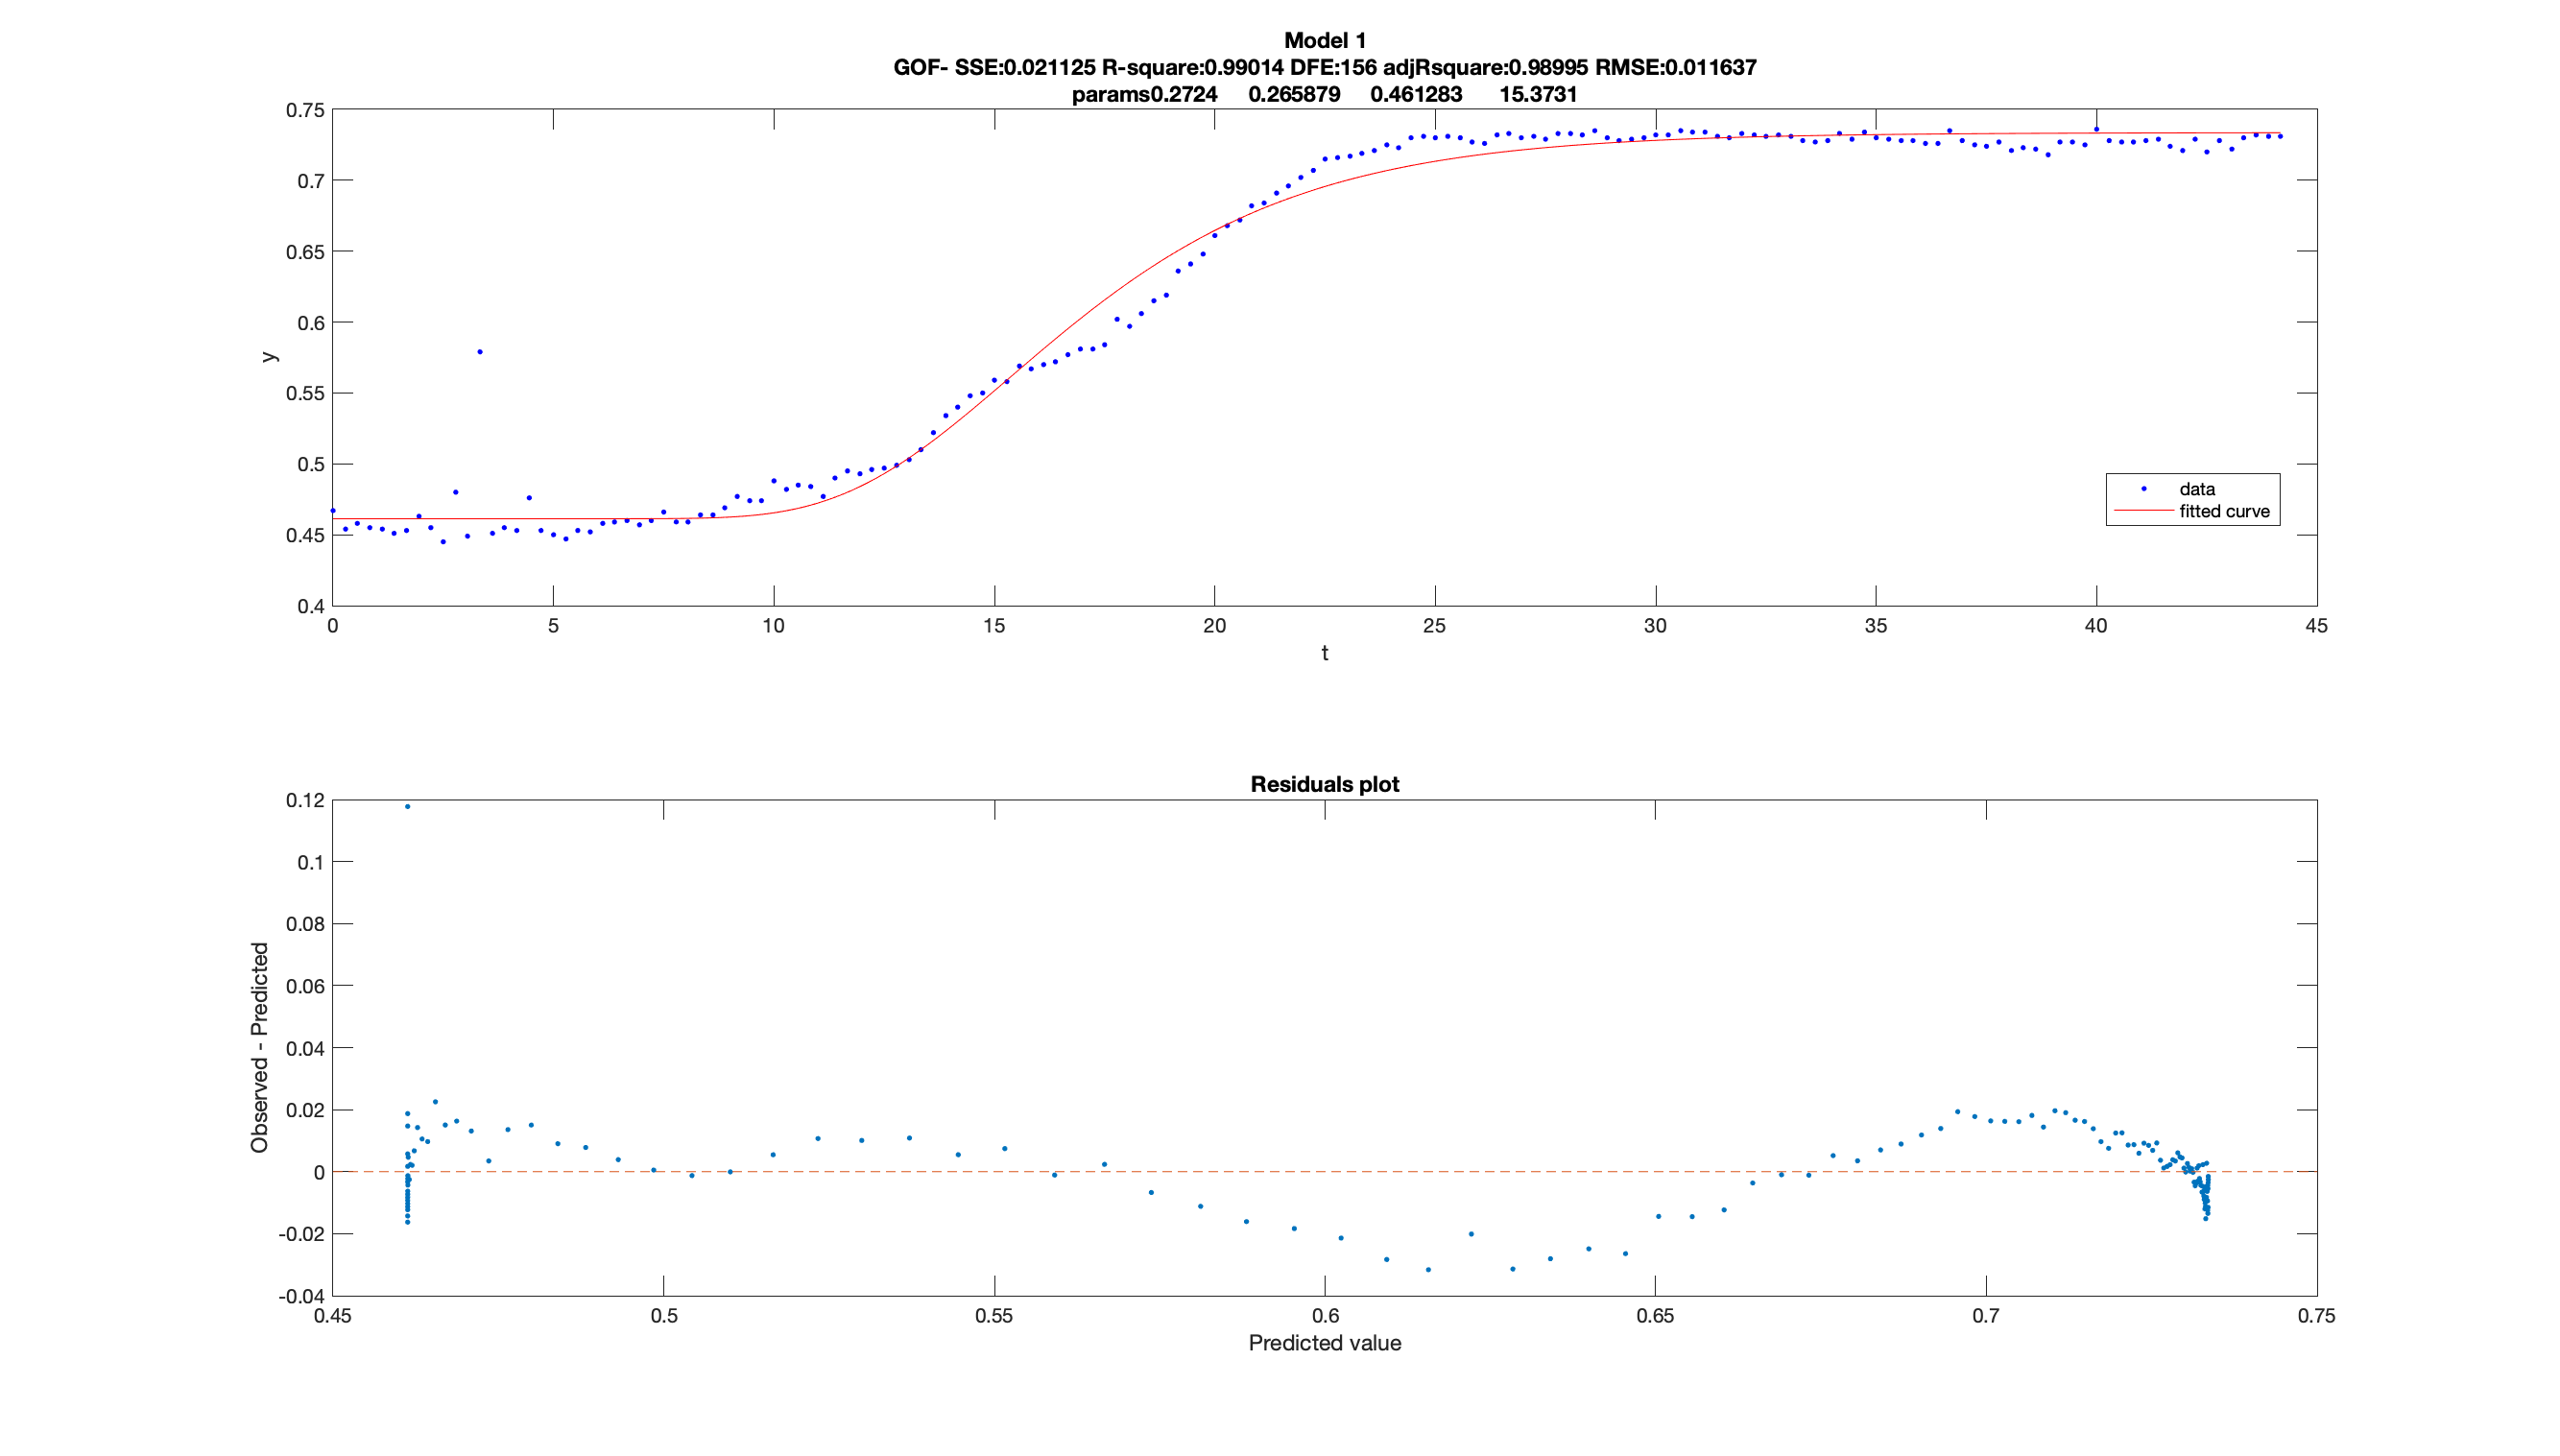 Model 1
GOF- SSE:0.021125 R-square:0.99014 DFE:156 adjRsquare:0.98995 RMSE:0.011637
params0.2724 0.265879 0.461283 15.3731
0.75
0.7
0.65
0.6
0.55
0.5
0.45
0.4
y
0 5 10 15 20 25 30 35 40 45
t
data
fitted curve
Residuals plot
0.12
0.1
0.08
0.06
0.04
0.02
0
-0.02
-0.04
Observed - Predicted
0.45 0.5 0.55 0.6 0.65 0.7 0.75
Predicted value